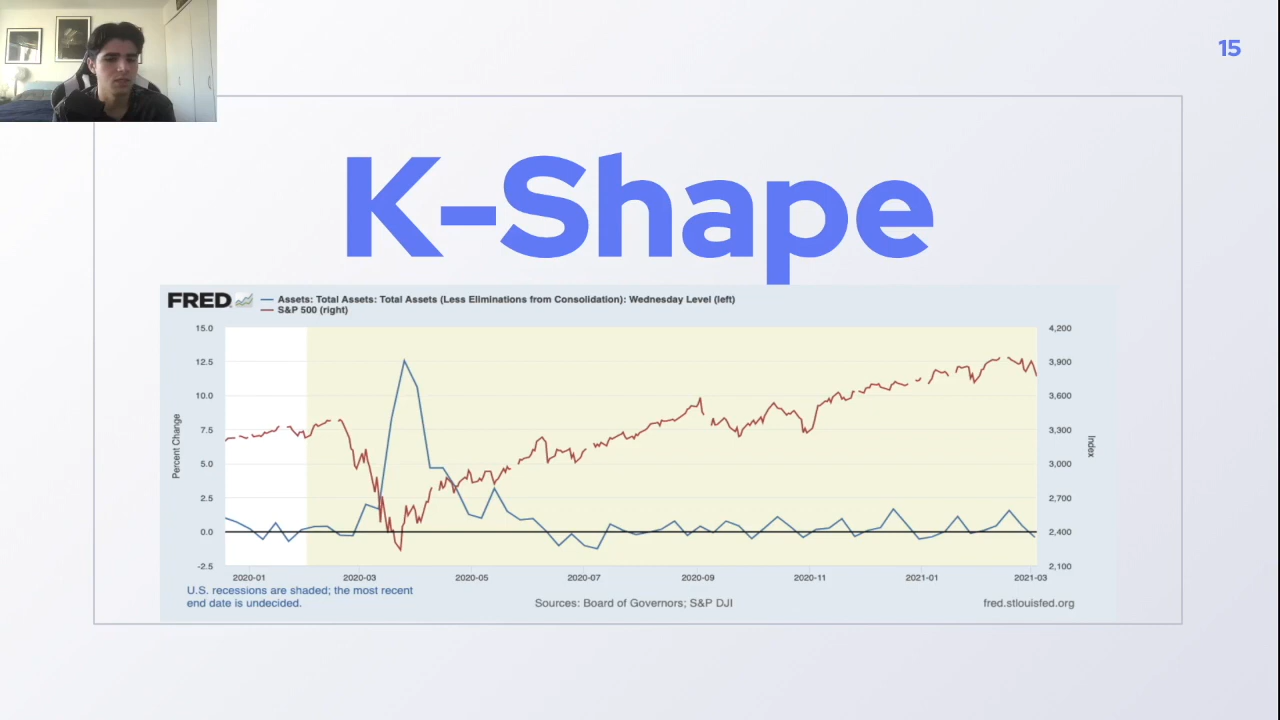 15
K-Shape
FRED
Assets: Total Assets: Total Assets (Less Eliminations from Consolidation): Wednesday Level (left)
S&P 500 (right)
15.0
12.5
10.0
7.5
5.0
2.5
0.0
-2.5
Percent Change
4,200
3,900
3,600
3,300
3,000
2,700
2,400
2,100
Index
2020-01 2020-03 2020-05 2020-07 2020-09 2020-11 2021-01 2021-03
U.S. recessions are shaded; the most recent
end date is undecided.
Sources: Board of Governors; S&P DJI
fred.stlouisfed.org